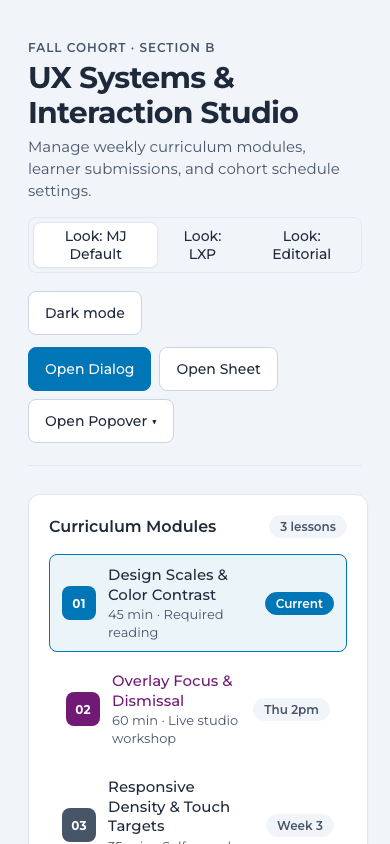 FALL COHORT · SECTION B
UX Systems &
Interaction Studio
Manage weekly curriculum modules,
learner submissions, and cohort schedule
settings.
Look: MJ
Default
Look:
LXP
Look:
Editorial
Dark mode
Open Dialog
Open Sheet
Open Popover ▾
Curriculum Modules
3 lessons
01
Design Scales &
Color Contrast
45 min · Required
reading
Current
02
Overlay Focus &
Dismissal
60 min · Live studio
workshop
Thu 2pm
03
Responsive
Density & Touch
Targets
Week 3